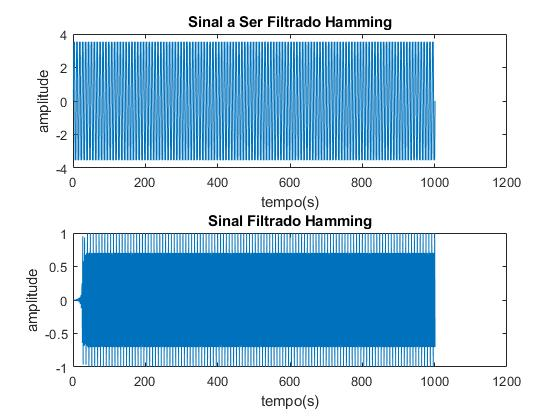 Sinal a Ser Filtrado Hamming
4
2
0
-2
-4
amplitude
0 200 400 600 800 1000 1200
tempo(s)
Sinal Filtrado Hamming
1
0.5
0
-0.5
-1
amplitude
0 200 400 600 800 1000 1200
tempo(s)